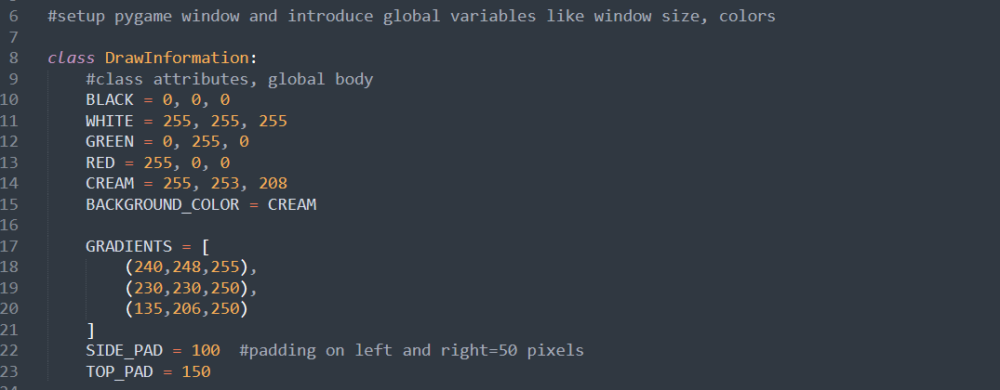 6 #setup pygame window and introduce global variables like window size, colors
7
8 class DrawInformation:
9     #class attributes, global body
10     BLACK = 0, 0, 0
11     WHITE = 255, 255, 255
12     GREEN = 0, 255, 0
13     RED = 255, 0, 0
14     CREAM = 255, 253, 208
15     BACKGROUND_COLOR = CREAM
16
17     GRADIENTS = [
18         (240,248,255),
19         (230,230,250),
20         (135,206,250)
21     ]
22     SIDE_PAD = 100  #padding on left and right=50 pixels
23     TOP_PAD = 150